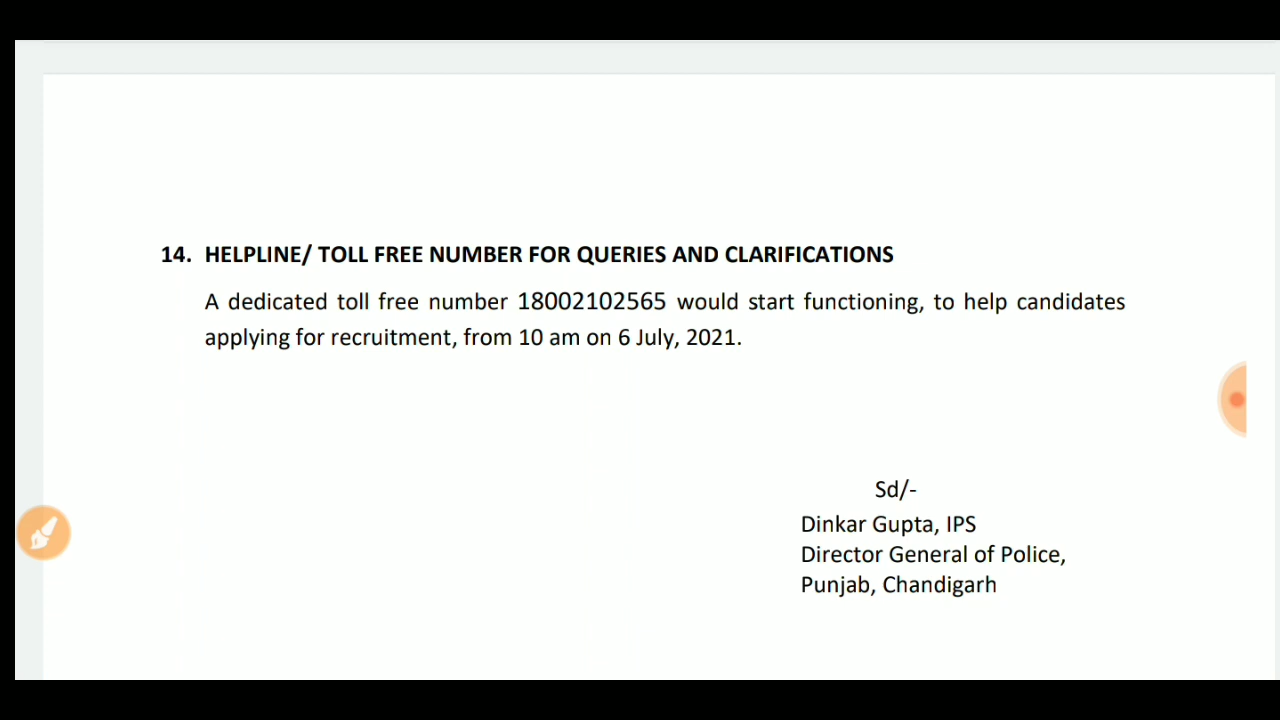 14. HELPLINE/ TOLL FREE NUMBER FOR QUERIES AND CLARIFICATIONS
A dedicated toll free number 18002102565 would start functioning, to help candidates
applying for recruitment, from 10 am on 6 July, 2021.
Sd/-
Dinkar Gupta, IPS
Director General of Police,
Punjab, Chandigarh